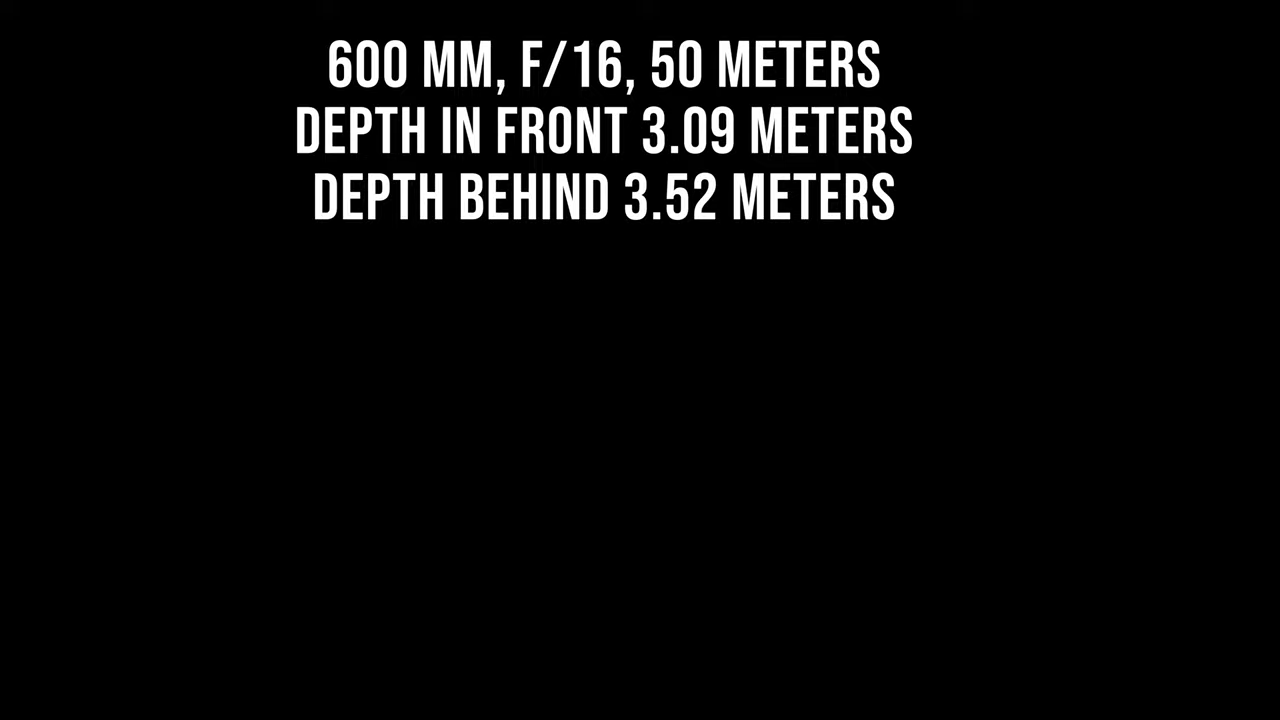 600 MM, F/16, 50 METERS
DEPTH IN FRONT 3.09 METERS
DEPTH BEHIND 3.52 METERS